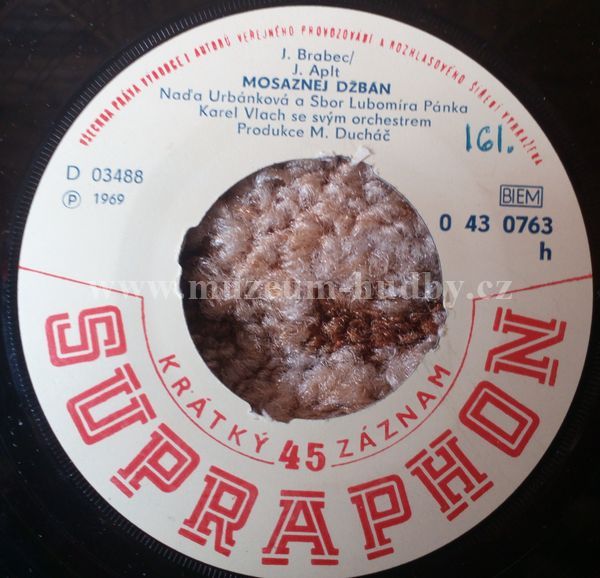 VŠECHNA PRÁVA VÝROBCE I AUTORŮ VEŘEJNÉHO PROVOZOVÁNÍ A ROZHLASOVÉHO ŠÍŘENÍ VYHRAŽENA
J. Brabec/
J. Aplt
MOSAZNEJ DŽBÁN
Naďa Urbánková a Sbor Lubomíra Pánka
Karel Vlach se svým orchestrem
Produkce M. Ducháč
161.
D 03488
℗ 1969
BIEM
0 43 0763
h
www.muzeum-hudby.cz
KRÁTKÝ 45 ZÁZNAM
SUPRAPHON